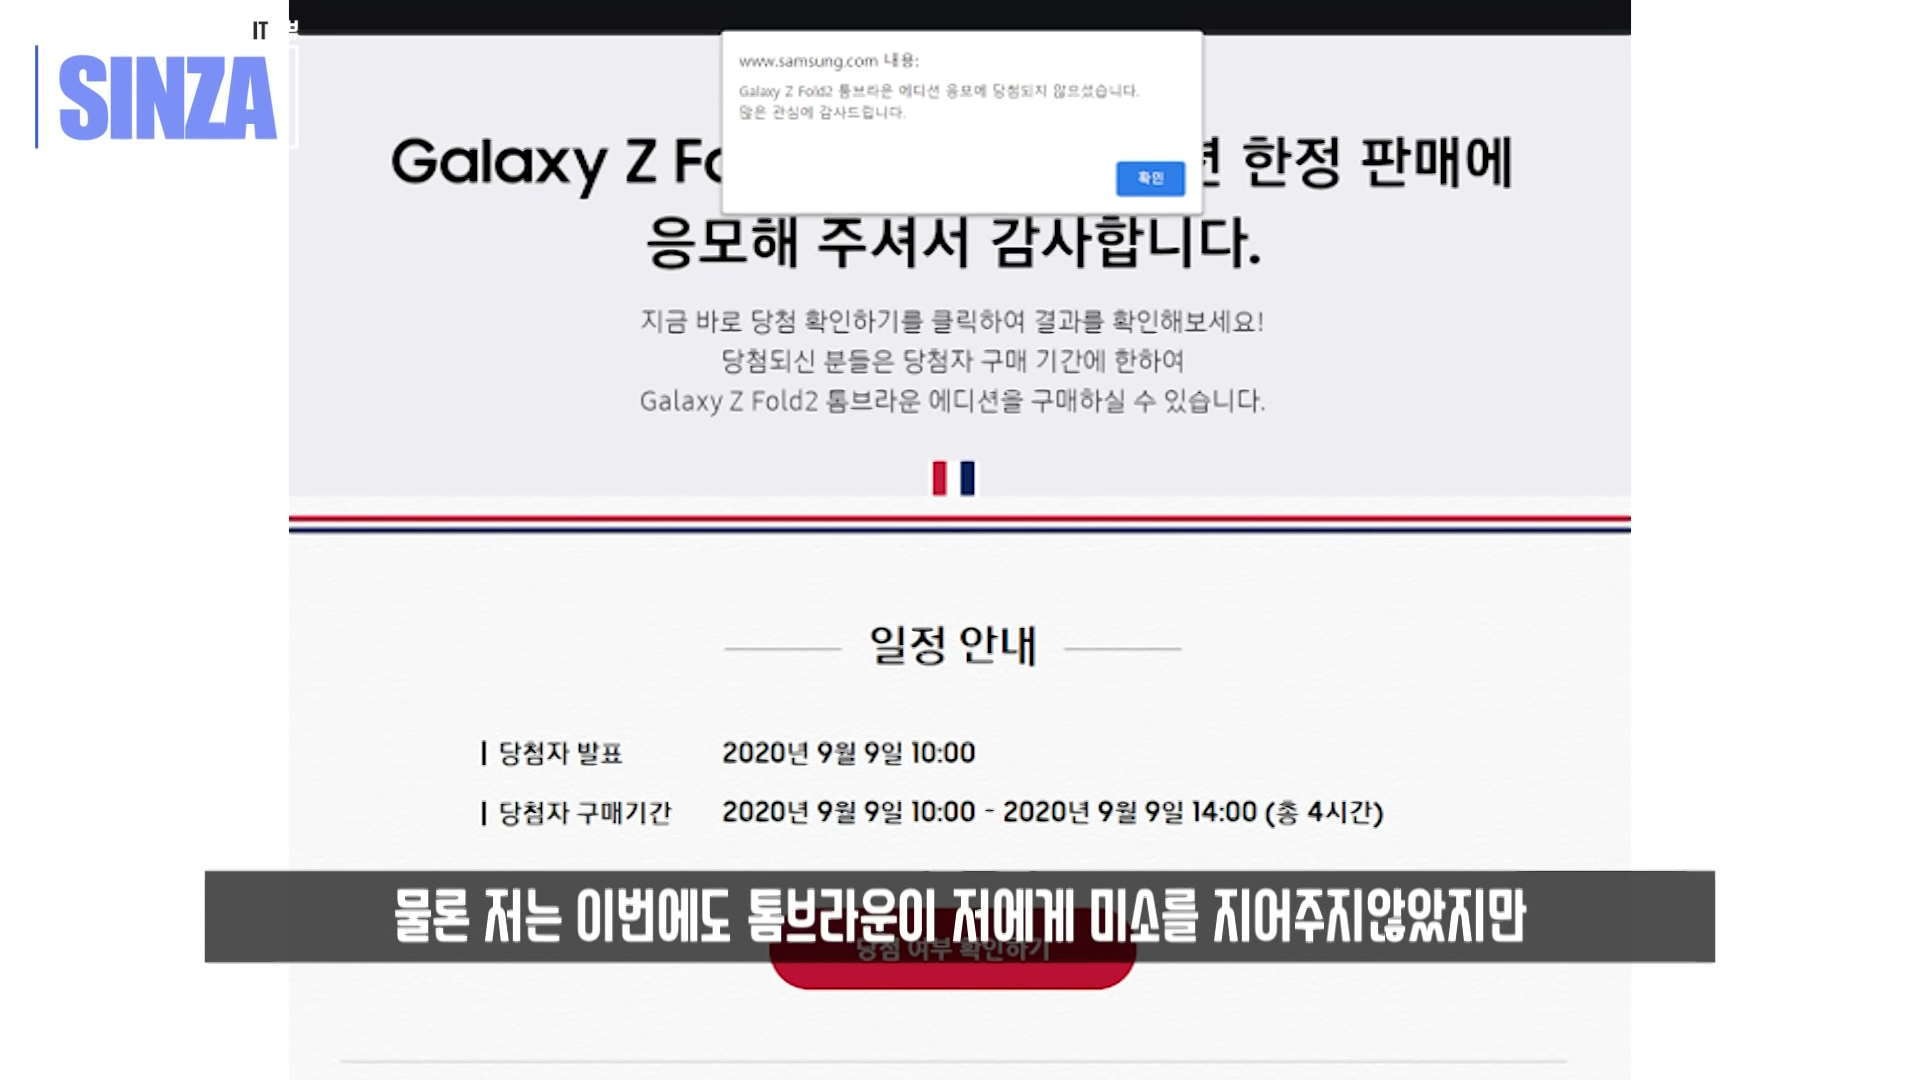 IT
SINZA
www.samsung.com 내용:
Galaxy Z Fold2 톰브라운 에디션 응모에 당첨되지 않으셨습니다.
많은 관심에 감사드립니다.
확인
Galaxy Z Fo 한정 판매에
응모해 주셔서 감사합니다.
지금 바로 당첨 확인하기를 클릭하여 결과를 확인해보세요!
당첨되신 분들은 당첨자 구매 기간에 한하여
Galaxy Z Fold2 톰브라운 에디션을 구매하실 수 있습니다.
일정 안내
당첨자 발표 2020년 9월 9일 10:00
당첨자 구매기간 2020년 9월 9일 10:00 - 2020년 9월 9일 14:00 (총 4시간)
물론 저는 이번에도 톰브라운이 저에게 미소를 지어주지않았지만
당첨 여부 확인하기